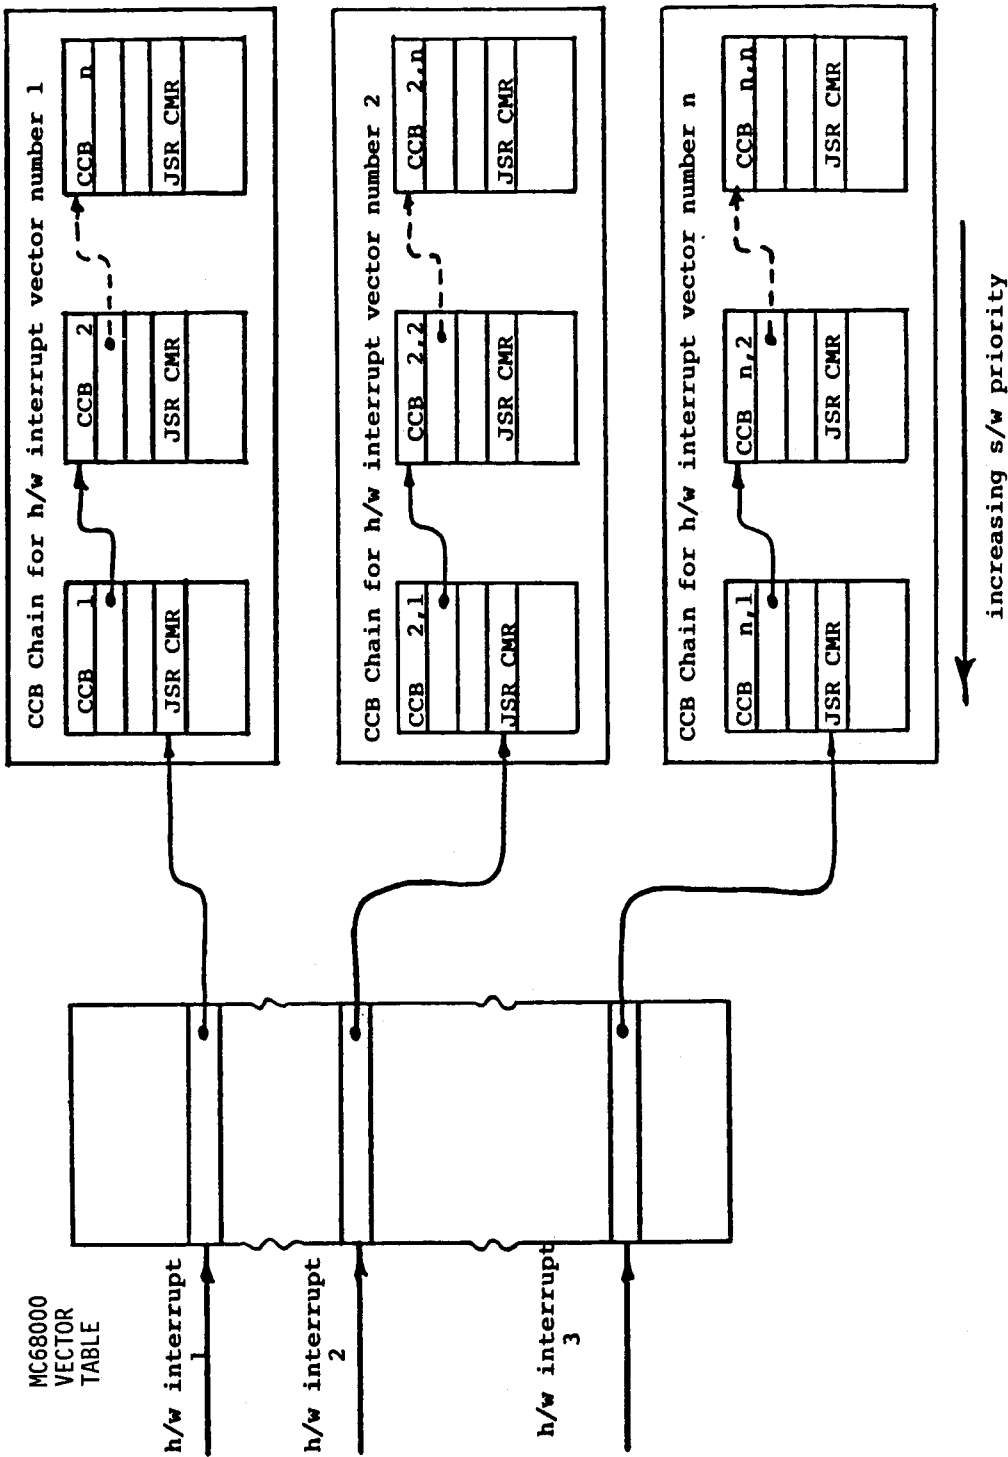 MC68000
VECTOR
TABLE
h/w interrupt
1
h/w interrupt
2
h/w interrupt
3
CCB Chain for h/w interrupt vector number 1
CCB 1
JSR CMR
CCB 2
JSR CMR
CCB n
JSR CMR
CCB Chain for h/w interrupt vector number 2
CCB 2,1
JSR CMR
CCB 2,2
JSR CMR
CCB 2,n
JSR CMR
CCB Chain for h/w interrupt vector number n
CCB n,1
JSR CMR
CCB n,2
JSR CMR
CCB n,n
JSR CMR
increasing s/w priority